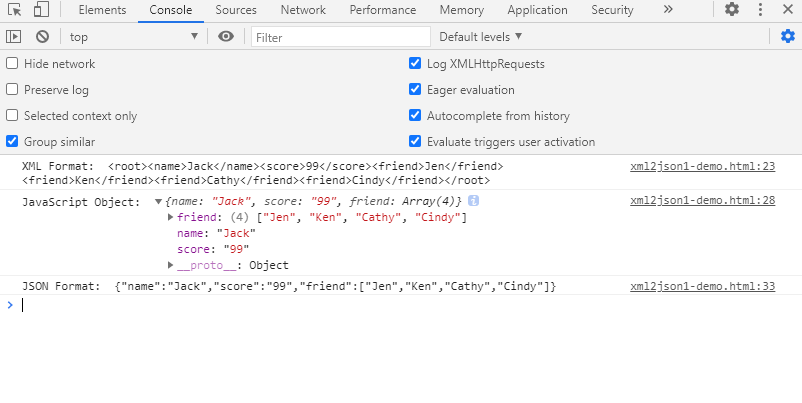 Elements Console Sources Network Performance Memory Application Security »
top ▼ Filter Default levels ▼
Hide network Log XMLHttpRequests
Preserve log Eager evaluation
Selected context only Autocomplete from history
Group similar Evaluate triggers user activation
XML Format:  <root><name>Jack</name><score>99</score><friend>Jen</friend> xml2json1-demo.html:23
<friend>Ken</friend><friend>Cathy</friend><friend>Cindy</friend></root>
JavaScript Object:  ▼{name: "Jack", score: "99", friend: Array(4)} i xml2json1-demo.html:28
▶friend: (4) ["Jen", "Ken", "Cathy", "Cindy"]
name: "Jack"
score: "99"
▶__proto__: Object
JSON Format:  {"name":"Jack","score":"99","friend":["Jen","Ken","Cathy","Cindy"]} xml2json1-demo.html:33
>